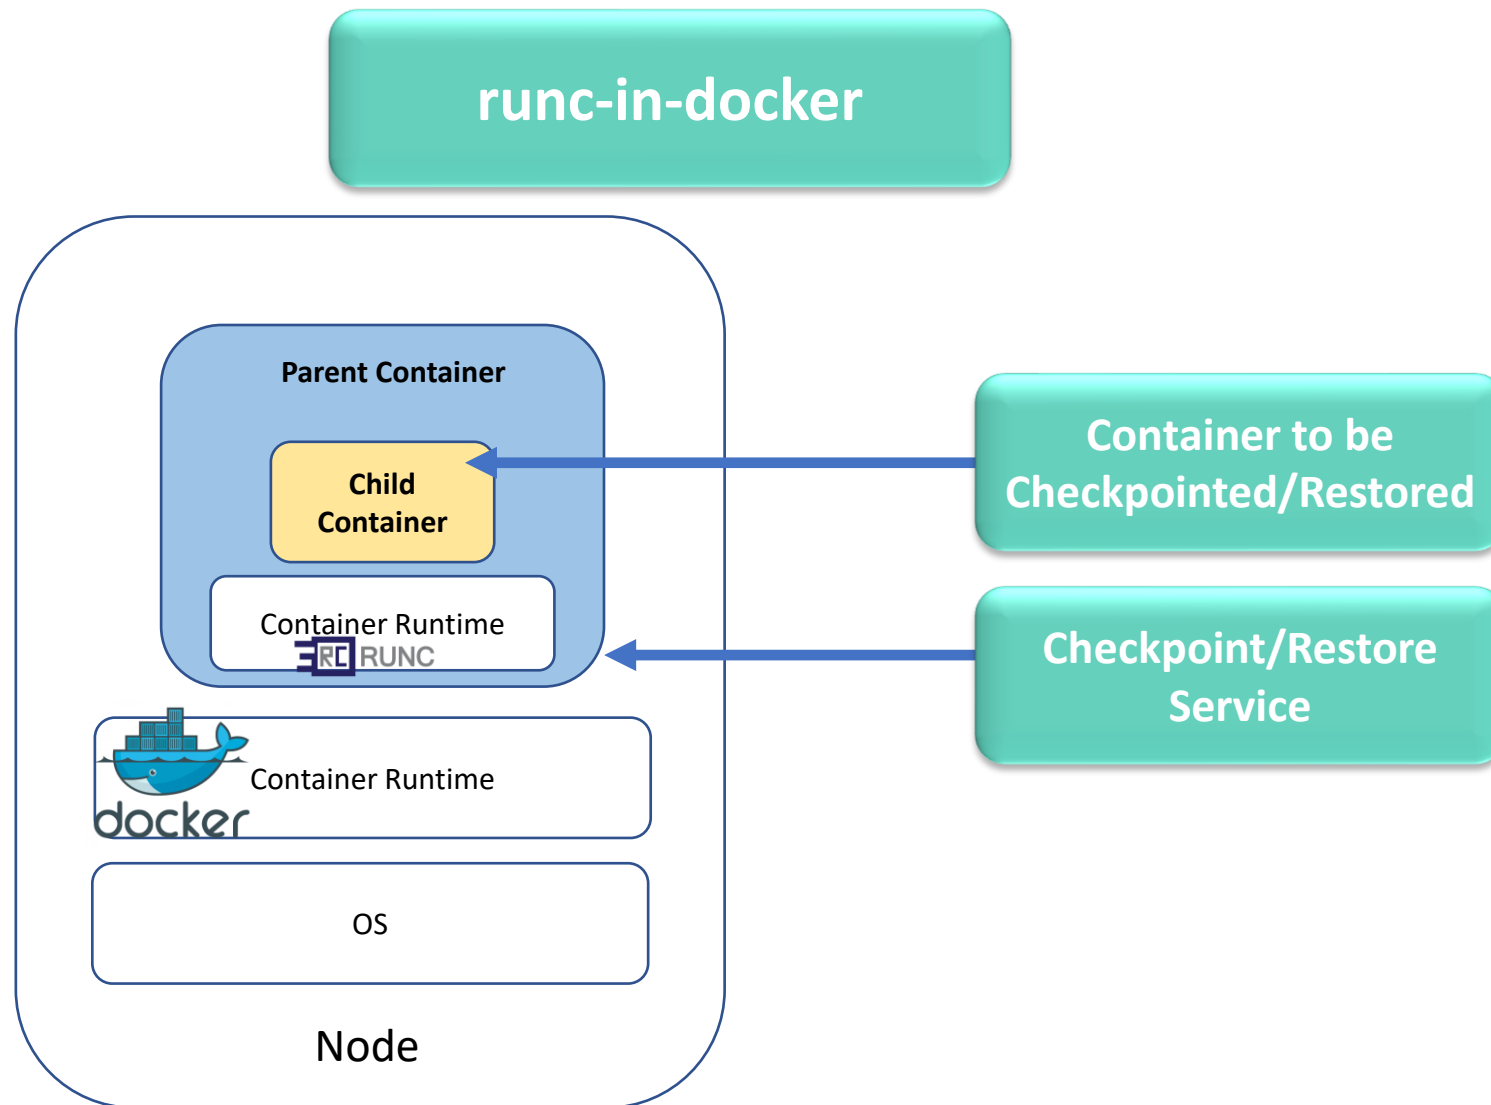 runc-in-docker
Parent Container
Child
Container
Container Runtime
RC RUNC
docker
Container Runtime
OS
Node
Container to be
Checkpointed/Restored
Checkpoint/Restore
Service